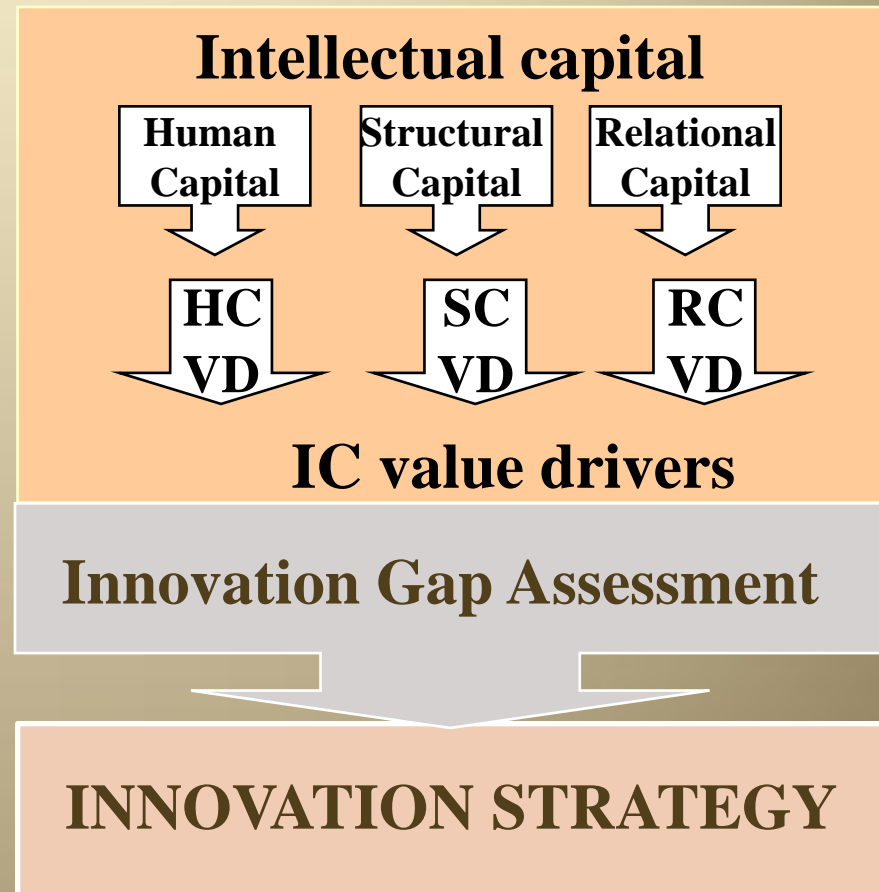 Intellectual capital
Human Structural Relational
Capital Capital Capital
HC SC RC
VD VD VD
IC value drivers
Innovation Gap Assessment
INNOVATION STRATEGY